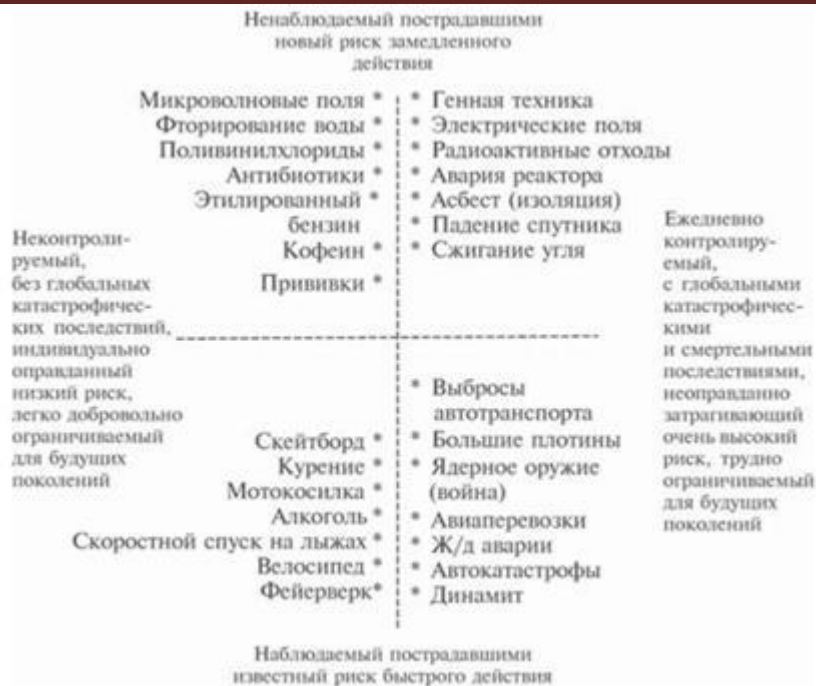 Ненаблюдаемый пострадавшими
новый риск замедленного
действия
Микроволновые поля *
Фторирование воды *
Поливинилхлориды *
Антибиотики *
Этилированный *
бензин
Кофеин *
Прививки *
* Генная техника
* Электрические поля
* Радиоактивные отходы
* Авария реактора
* Асбест (изоляция)
* Падение спутника
* Сжигание угля
Неконтроли-
руемый,
без глобальных
катастрофичес-
ких последствий,
индивидуально
оправданный
низкий риск,
легко добровольно
ограничиваемый
для будущих
поколений
Ежедневно
контролиру-
емый,
с глобальными
катастрофичес-
кими
и смертельными
последствиями,
неоправданно
затрагивающий
очень высокий
риск, трудно
ограничиваемый
для будущих
поколений
Скейтборд *
Курение *
Мотокосилка *
Алкоголь *
Скоростной спуск на лыжах *
Велосипед *
Фейерверк*
* Выбросы
автотранспорта
* Большие плотины
* Ядерное оружие
(война)
* Авиаперевозки
* Ж/д аварии
* Автокатастрофы
* Динамит
Наблюдаемый пострадавшими
известный риск быстрого действия